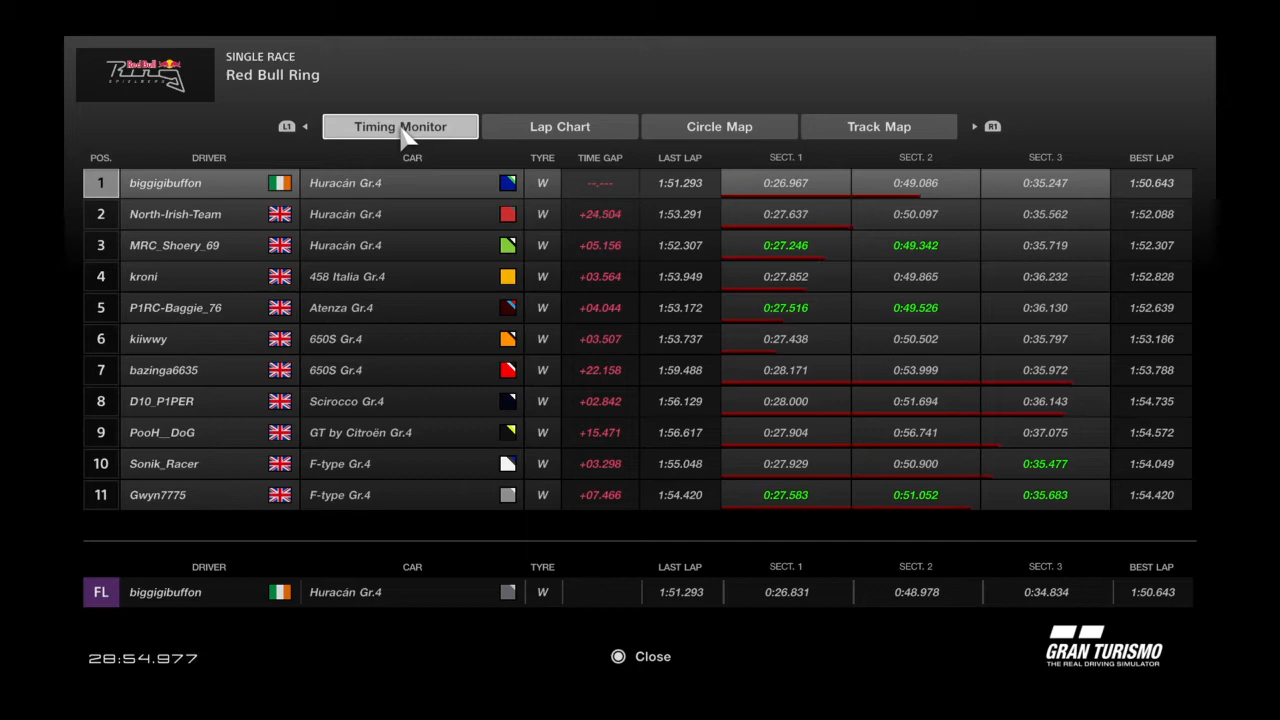 Red Bull
Ring
SPIELBERG
SINGLE RACE
Red Bull Ring
L1 Timing Monitor Lap Chart Circle Map Track Map R1
POS. DRIVER CAR TYRE TIME GAP LAST LAP SECT. 1 SECT. 2 SECT. 3 BEST LAP
1 biggigibuffon Huracán Gr.4 W --.--- 1:51.293 0:26.967 0:49.086 0:35.247 1:50.643
2 North-Irish-Team Huracán Gr.4 W +24.304 1:53.291 0:27.637 0:50.097 0:35.562 1:52.088
3 MRC_Shoery_69 Huracán Gr.4 W +05.156 1:52.307 0:27.246 0:49.342 0:35.719 1:52.307
4 kroni 458 Italia Gr.4 W +03.564 1:53.949 0:27.852 0:49.865 0:36.232 1:52.828
5 P1RC-Baggie_76 Atenza Gr.4 W +04.044 1:53.172 0:27.516 0:49.526 0:36.130 1:52.639
6 kiiwwy 650S Gr.4 W +03.507 1:53.737 0:27.438 0:50.502 0:35.797 1:53.186
7 bazinga6635 650S Gr.4 W +22.158 1:59.488 0:28.171 0:53.999 0:35.972 1:53.788
8 D10_P1PER Scirocco Gr.4 W +02.842 1:56.129 0:28.000 0:51.694 0:36.143 1:54.735
9 PooH__DoG GT by Citroën Gr.4 W +15.471 1:56.617 0:27.904 0:56.741 0:37.075 1:54.572
10 Sonik_Racer F-type Gr.4 W +03.298 1:55.048 0:27.929 0:50.900 0:35.477 1:54.049
11 Gwyn7775 F-type Gr.4 W +07.466 1:54.420 0:27.583 0:51.052 0:35.683 1:54.420
DRIVER CAR TYRE LAST LAP SECT. 1 SECT. 2 SECT. 3 BEST LAP
FL biggigibuffon Huracán Gr.4 W 1:51.293 0:26.831 0:48.978 0:34.834 1:50.643
28:54.977 Close
GRAN TURISMO
THE REAL DRIVING SIMULATOR